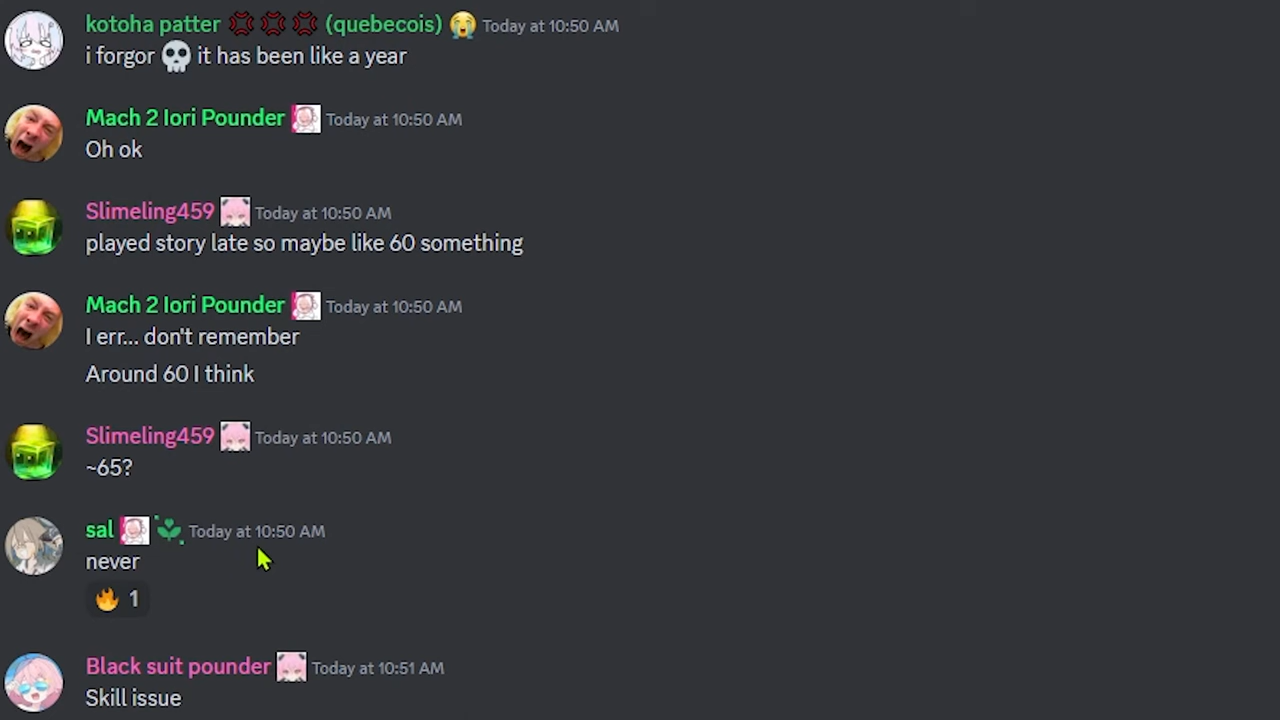 kotoha patter 💢 💢 💢 (quebecois) 😭 Today at 10:50 AM
i forgor 💀 it has been like a year
Mach 2 Iori Pounder Today at 10:50 AM
Oh ok
Slimeling459 Today at 10:50 AM
played story late so maybe like 60 something
Mach 2 Iori Pounder Today at 10:50 AM
I err... don't remember
Around 60 I think
Slimeling459 Today at 10:50 AM
~65?
sal Today at 10:50 AM
never
🔥 1
Black suit pounder Today at 10:51 AM
Skill issue